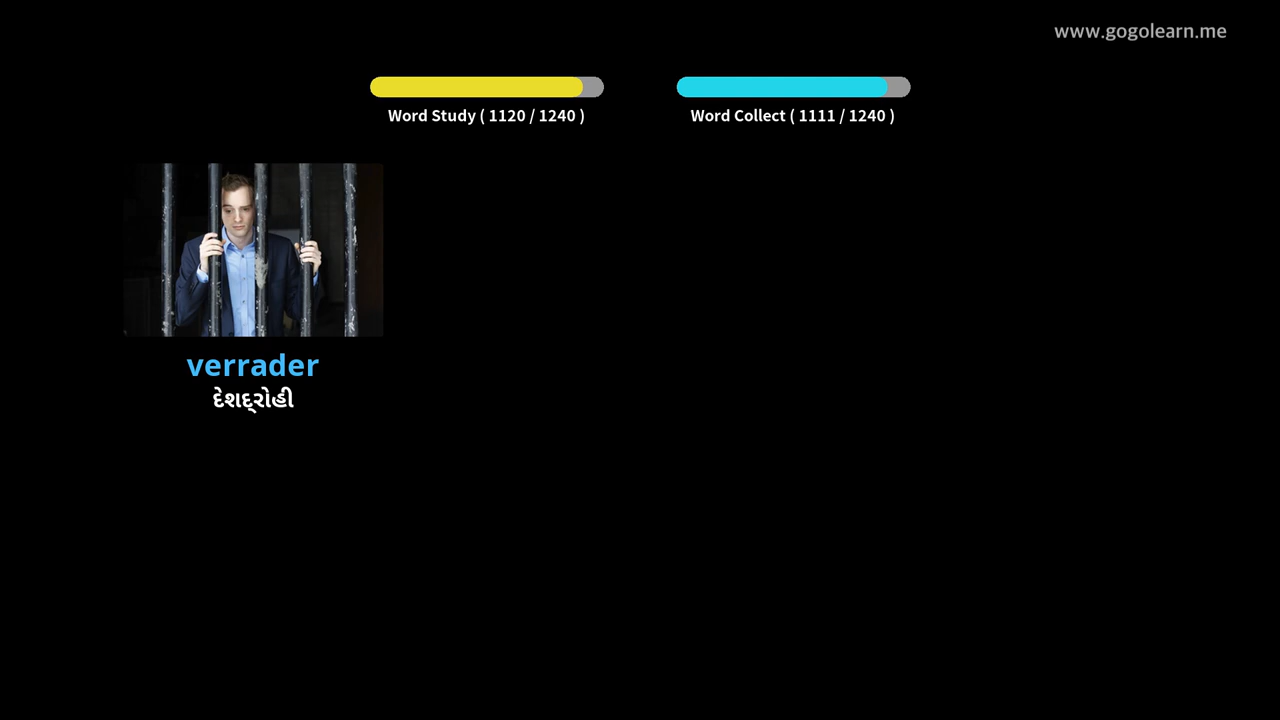 www.gogolearn.me
Word Study ( 1120 / 1240 )
Word Collect ( 1111 / 1240 )
verrader
દેશદ્રોહી